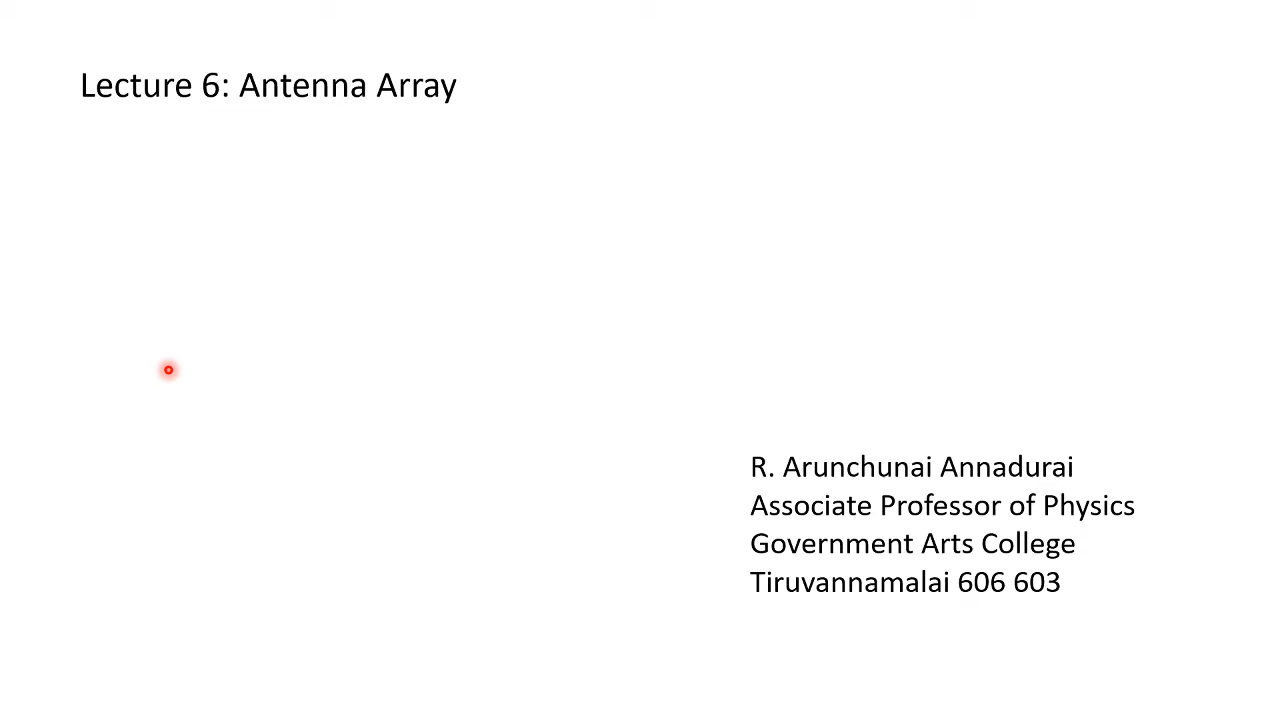 Lecture 6: Antenna Array
R. Arunchunai Annadurai
Associate Professor of Physics
Government Arts College
Tiruvannamalai 606 603